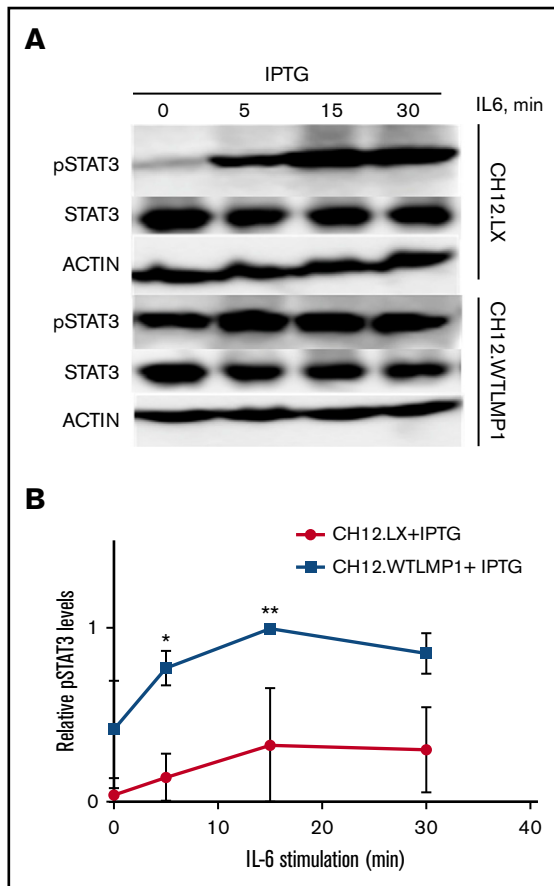 A
IPTG
0 5 15 30 IL6, min
pSTAT3
STAT3
ACTIN
CH12.LX
pSTAT3
STAT3
ACTIN
CH12.WTLMP1
B
CH12.LX+IPTG
CH12.WTLMP1+ IPTG
Relative pSTAT3 levels
1
0
* **
0 10 20 30 40
IL-6 stimulation (min)